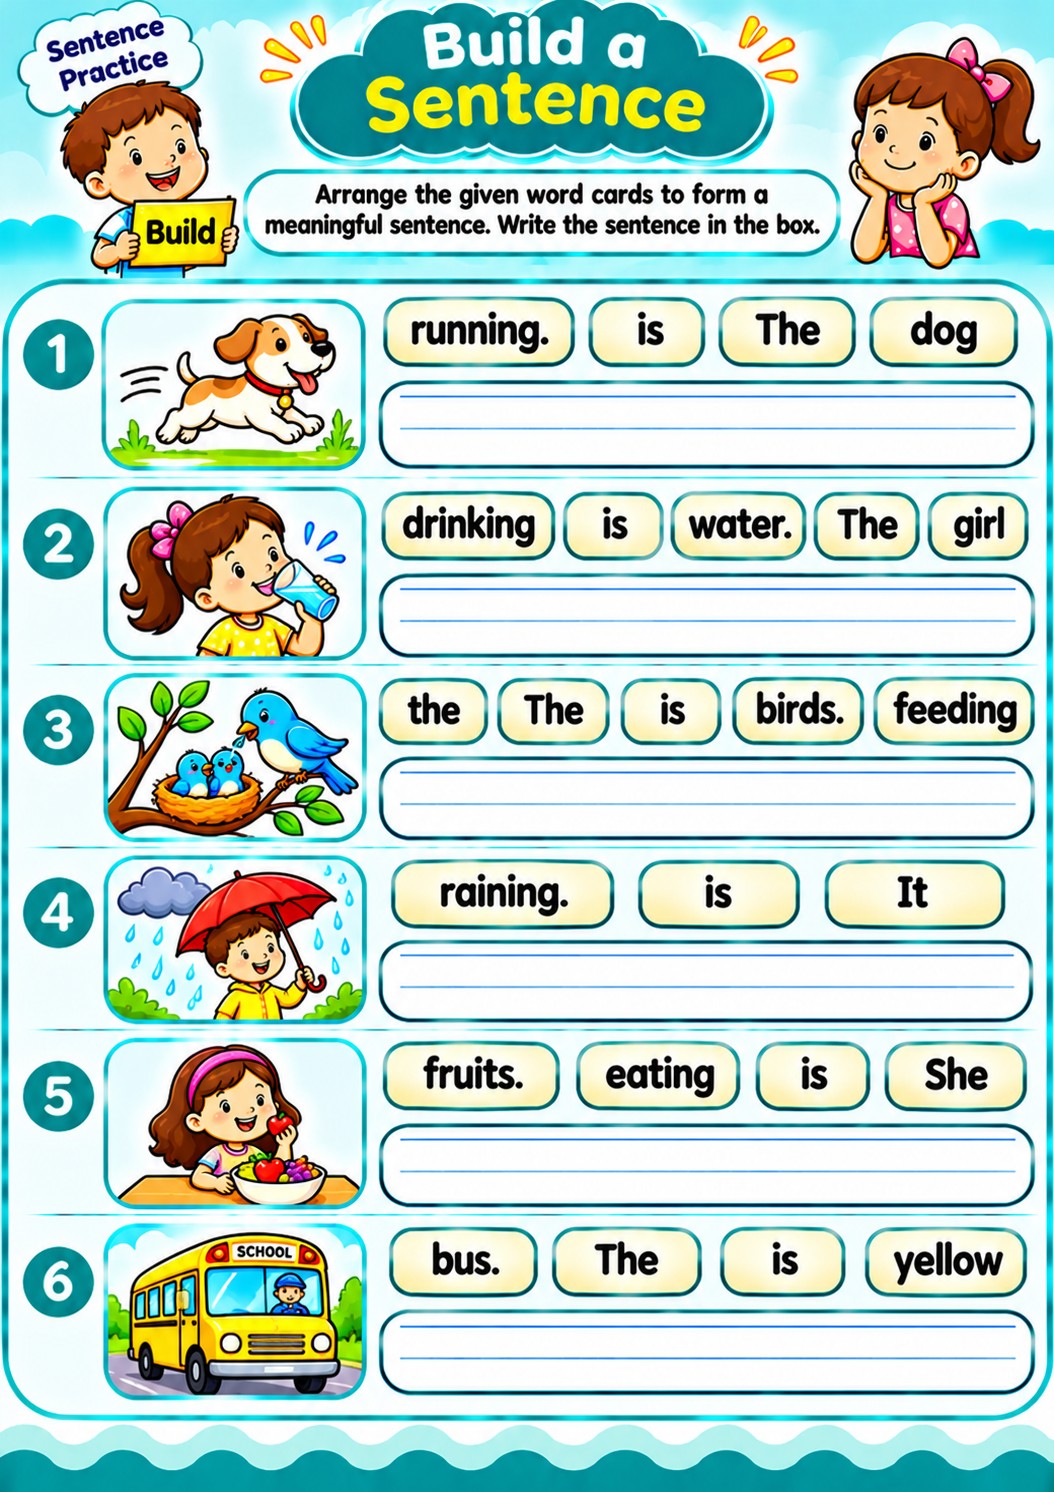 Sentence
Practice
Build a
Sentence
Build
Arrange the given word cards to form a
meaningful sentence. Write the sentence in the box.
1
running. is The dog
2
drinking is water. The girl
3
the The is birds. feeding
4
raining. is It
5
fruits. eating is She
6
SCHOOL
bus. The is yellow